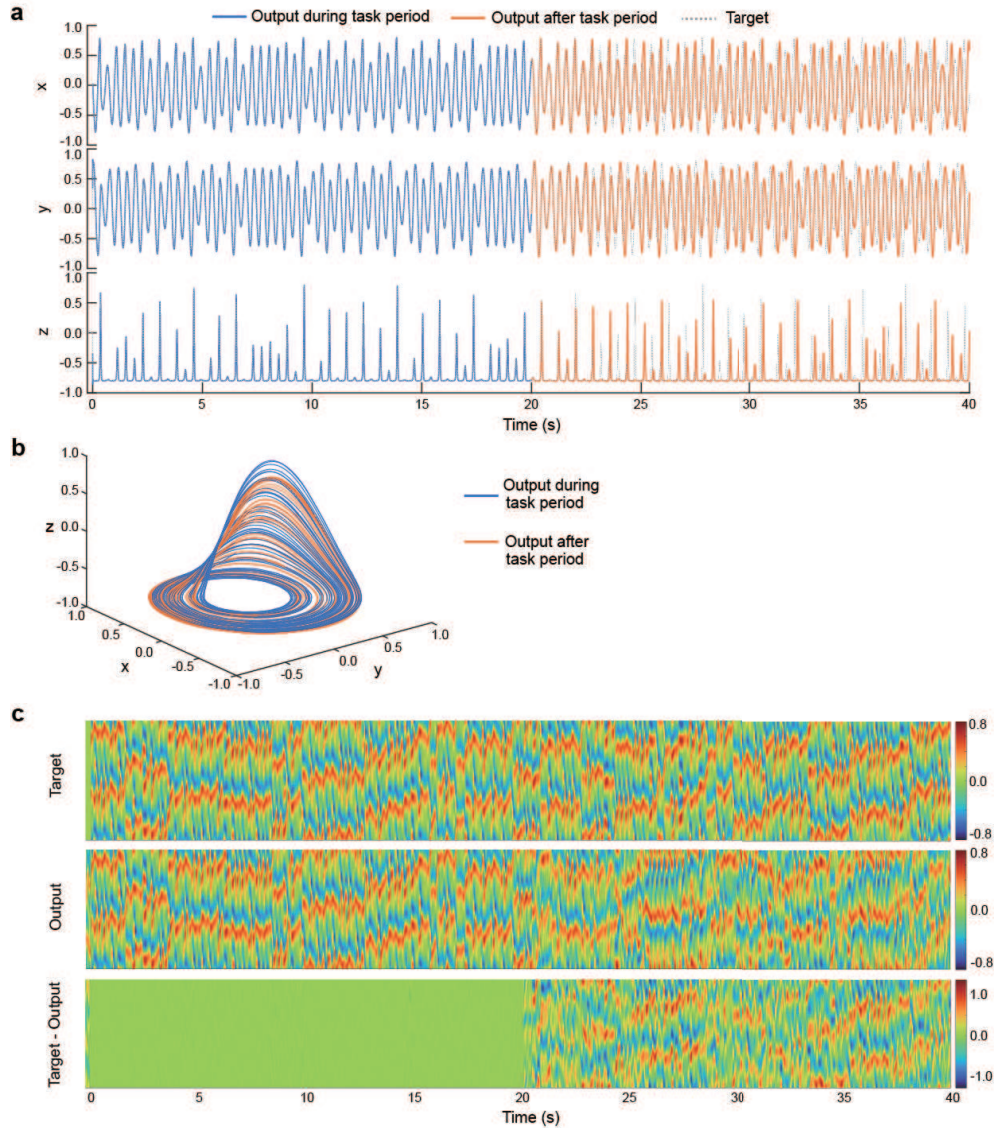 a
Output during task period Output after task period Target
1.0
0.5
0.0
-0.5
-1.0
x
1.0
0.5
0.0
-0.5
-1.0
y
1.0
0.5
0.0
-0.5
-1.0
z
0 5 10 15 20 25 30 35 40
Time (s)
b
1.0
0.5
z 0.0
-0.5
-1.0
1.0
0.5
0.0
-0.5
-1.0
x
-1.0
-0.5
0.0
0.5
1.0
y
Output during
task period
Output after
task period
c
Target
0.8
0.0
-0.8
Output
0.8
0.0
-0.8
Target - Output
1.0
0.0
-1.0
0 5 10 15 20 25 30 35 40
Time (s)